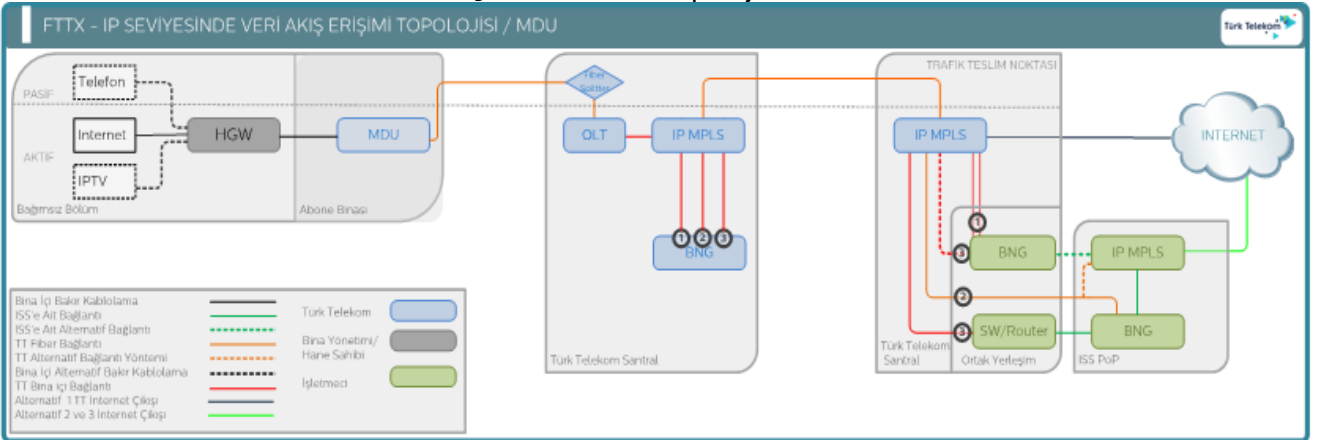 FTTX - IP SEVİYESİNDE VERİ AKIŞ ERİŞİMİ TOPOLOJİSİ / MDU
Türk Telekom
PASİF
Telefon
AKTİF
Internet
IPTV
HGW
MDU
Bağımsız Bölüm
Abone Binası
Fiber
Splitter
OLT
IP MPLS
1
2
3
BNG
Türk Telekom Santral
TRAFİK TESLİM NOKTASI
IP MPLS
INTERNET
1
3
BNG
IP MPLS
2
3
SW/Router
BNG
Türk Telekom
Santral
Ortak Yerleşim
ISS PoP
Bina İçi Bakır Kablolama
ISS'e Ait Bağlantı
ISS'e Ait Alternatif Bağlantı
TT Fiber Bağlantı
TT Alternatif Bağlantı Yöntemi
Bina İçi Alternatif Bakır Kablolama
TT Bina içi Bağlantı
Alternatif 1 TT Internet Çıkışı
Alternatif 2 ve 3 Internet Çıkışı
Türk Telekom
Bina Yönetimi/
Hane Sahibi
İşletmeci